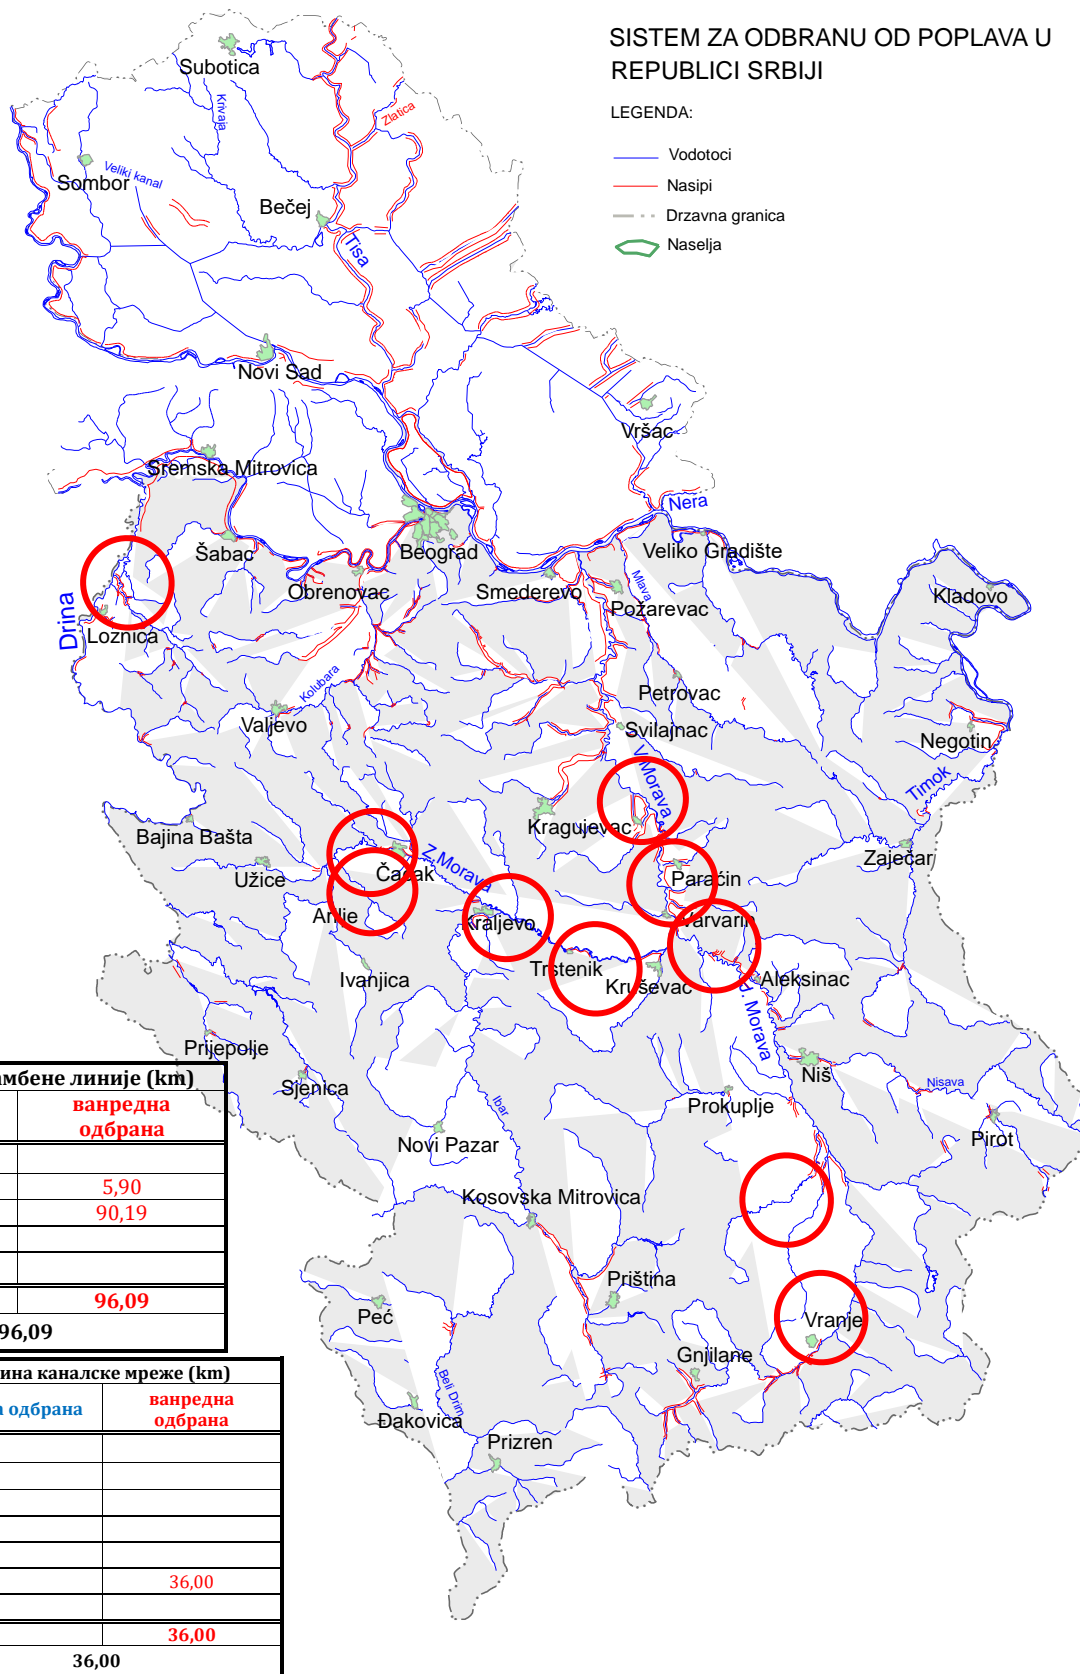 SISTEM ZA ODBRANU OD POPLAVA U
REPUBLICI SRBIJI
LEGENDA:
Vodotoci
Nasipi
Drzavna granica
Naselja
Subotica
Krivaja
Zlatica
Sombor
Veliki kanal
Bečej
Tisa
Novi Sad
Vršac
Sremska Mitrovica
Nera
Šabac
Beograd
Veliko Gradište
Obrenovac
Smederevo
Mlava
Požarevac
Kladovo
Drina
Loznica
Kolubara
Petrovac
Valjevo
Svilajnac
Negotin
V.Morava
Timok
Bajina Bašta
Kragujevac
Zaječar
Užice
Čačak
Z.Morava
Paraćin
Arilje
Kraljevo
Varvarin
Ivanjica
Trstenik
Kruševac
Aleksinac
J. Morava
Prijepolje
Sjenica
Niš
Nisava
Ibar
Prokuplje
Novi Pazar
Pirot
Kosovska Mitrovica
Priština
Peć
Vranje
Gnjilane
Beli Drim
Đakovica
Prizren
амбене линије (km)
ванредна
одбрана
5,90
90,19
96,09
96,09
ина каналске мреже (km)
а одбрана
ванредна
одбрана
36,00
36,00
36,00